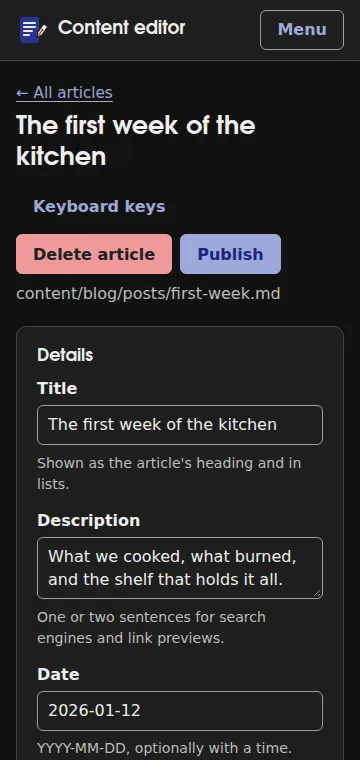 Content editor
Menu
← All articles
The first week of the
kitchen
Keyboard keys
Delete article
Publish
content/blog/posts/first-week.md
Details
Title
The first week of the kitchen
Shown as the article's heading and in
lists.
Description
What we cooked, what burned,
and the shelf that holds it all.
One or two sentences for search
engines and link previews.
Date
2026-01-12
YYYY-MM-DD, optionally with a time.